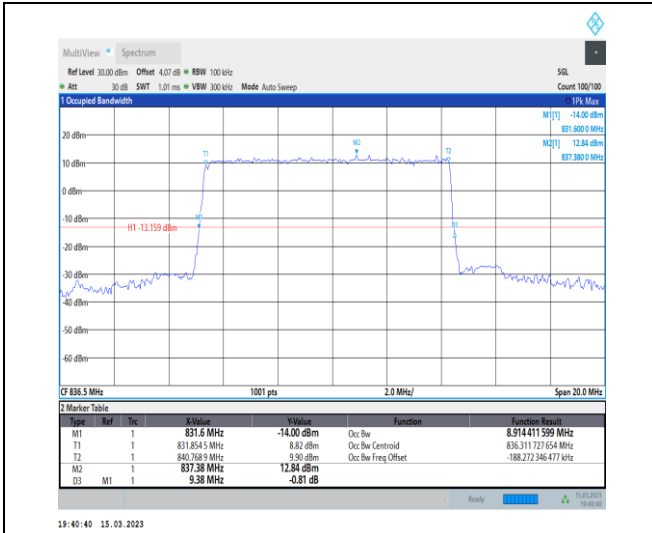 MultiView Spectrum
Ref Level 30.00 dBm Offset 4.07 dB RBW 100 kHz SGL
Att 30 dB SWT 1.01 ms VBW 300 kHz Mode Auto Sweep Count 100/100
1 Occupied Bandwidth 1Pk Max
M1[1] -14.00 dBm
831.600 0 MHz
M2[1] 12.84 dBm
837.380 0 MHz
20 dBm
M2
T1
T2
10 dBm
0 dBm
-10 dBm
M1
H1 -13.159 dBm
-30 dBm
-40 dBm
-50 dBm
-60 dBm
CF 836.5 MHz 1001 pts 2.0 MHz/ Span 20.0 MHz
2 Marker Table
Type Ref Trc X-Value Y-Value Function Function Result
M1 1 831.6 MHz -14.00 dBm Occ Bw 8.914 411 599 MHz
T1 1 831.854 5 MHz 8.82 dBm Occ Bw Centroid 836.311 727 654 MHz
T2 1 840.768 9 MHz 9.90 dBm Occ Bw Freq Offset -188.272 346 477 kHz
M2 1 837.38 MHz 12.84 dBm
D3 M1 1 9.38 MHz -0.81 dB
Ready 15.03.2023
19:40:40
19:40:40 15.03.2023